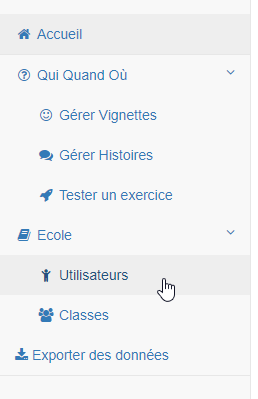 Accueil
Qui Quand Où
Gérer Vignettes
Gérer Histoires
Tester un exercice
Ecole
Utilisateurs
Classes
Exporter des données